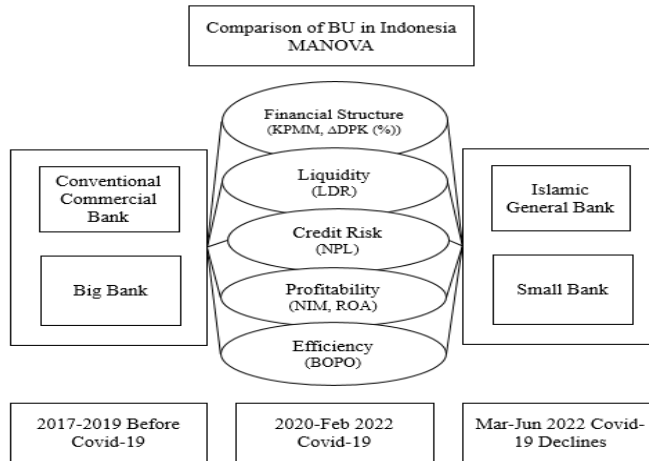 Comparison of BU in Indonesia
MANOVA
Financial Structure
(KPMM, ΔDPK (%))
Liquidity
(LDR)
Credit Risk
(NPL)
Profitability
(NIM, ROA)
Efficiency
(BOPO)
Conventional
Commercial
Bank
Big Bank
Islamic
General Bank
Small Bank
2017-2019 Before
Covid-19
2020-Feb 2022
Covid-19
Mar-Jun 2022 Covid-
19 Declines